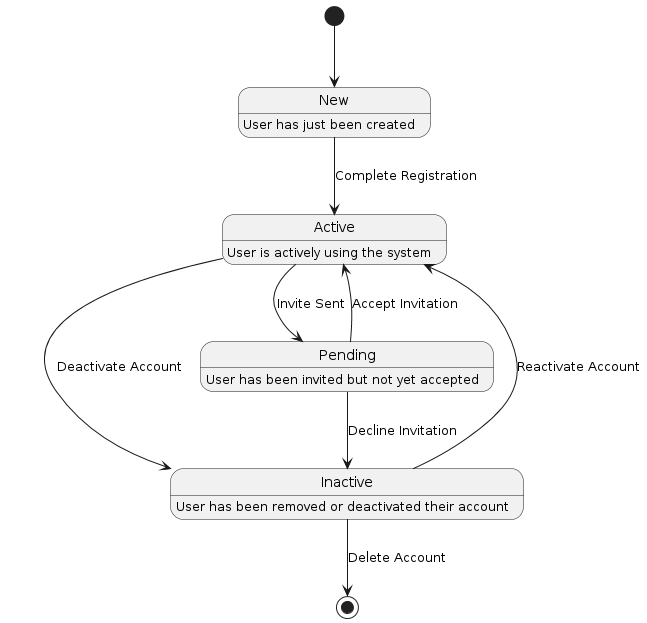 New
User has just been created
Complete Registration
Active
User is actively using the system
Invite Sent
Accept Invitation
Pending
User has been invited but not yet accepted
Deactivate Account
Reactivate Account
Decline Invitation
Inactive
User has been removed or deactivated their account
Delete Account